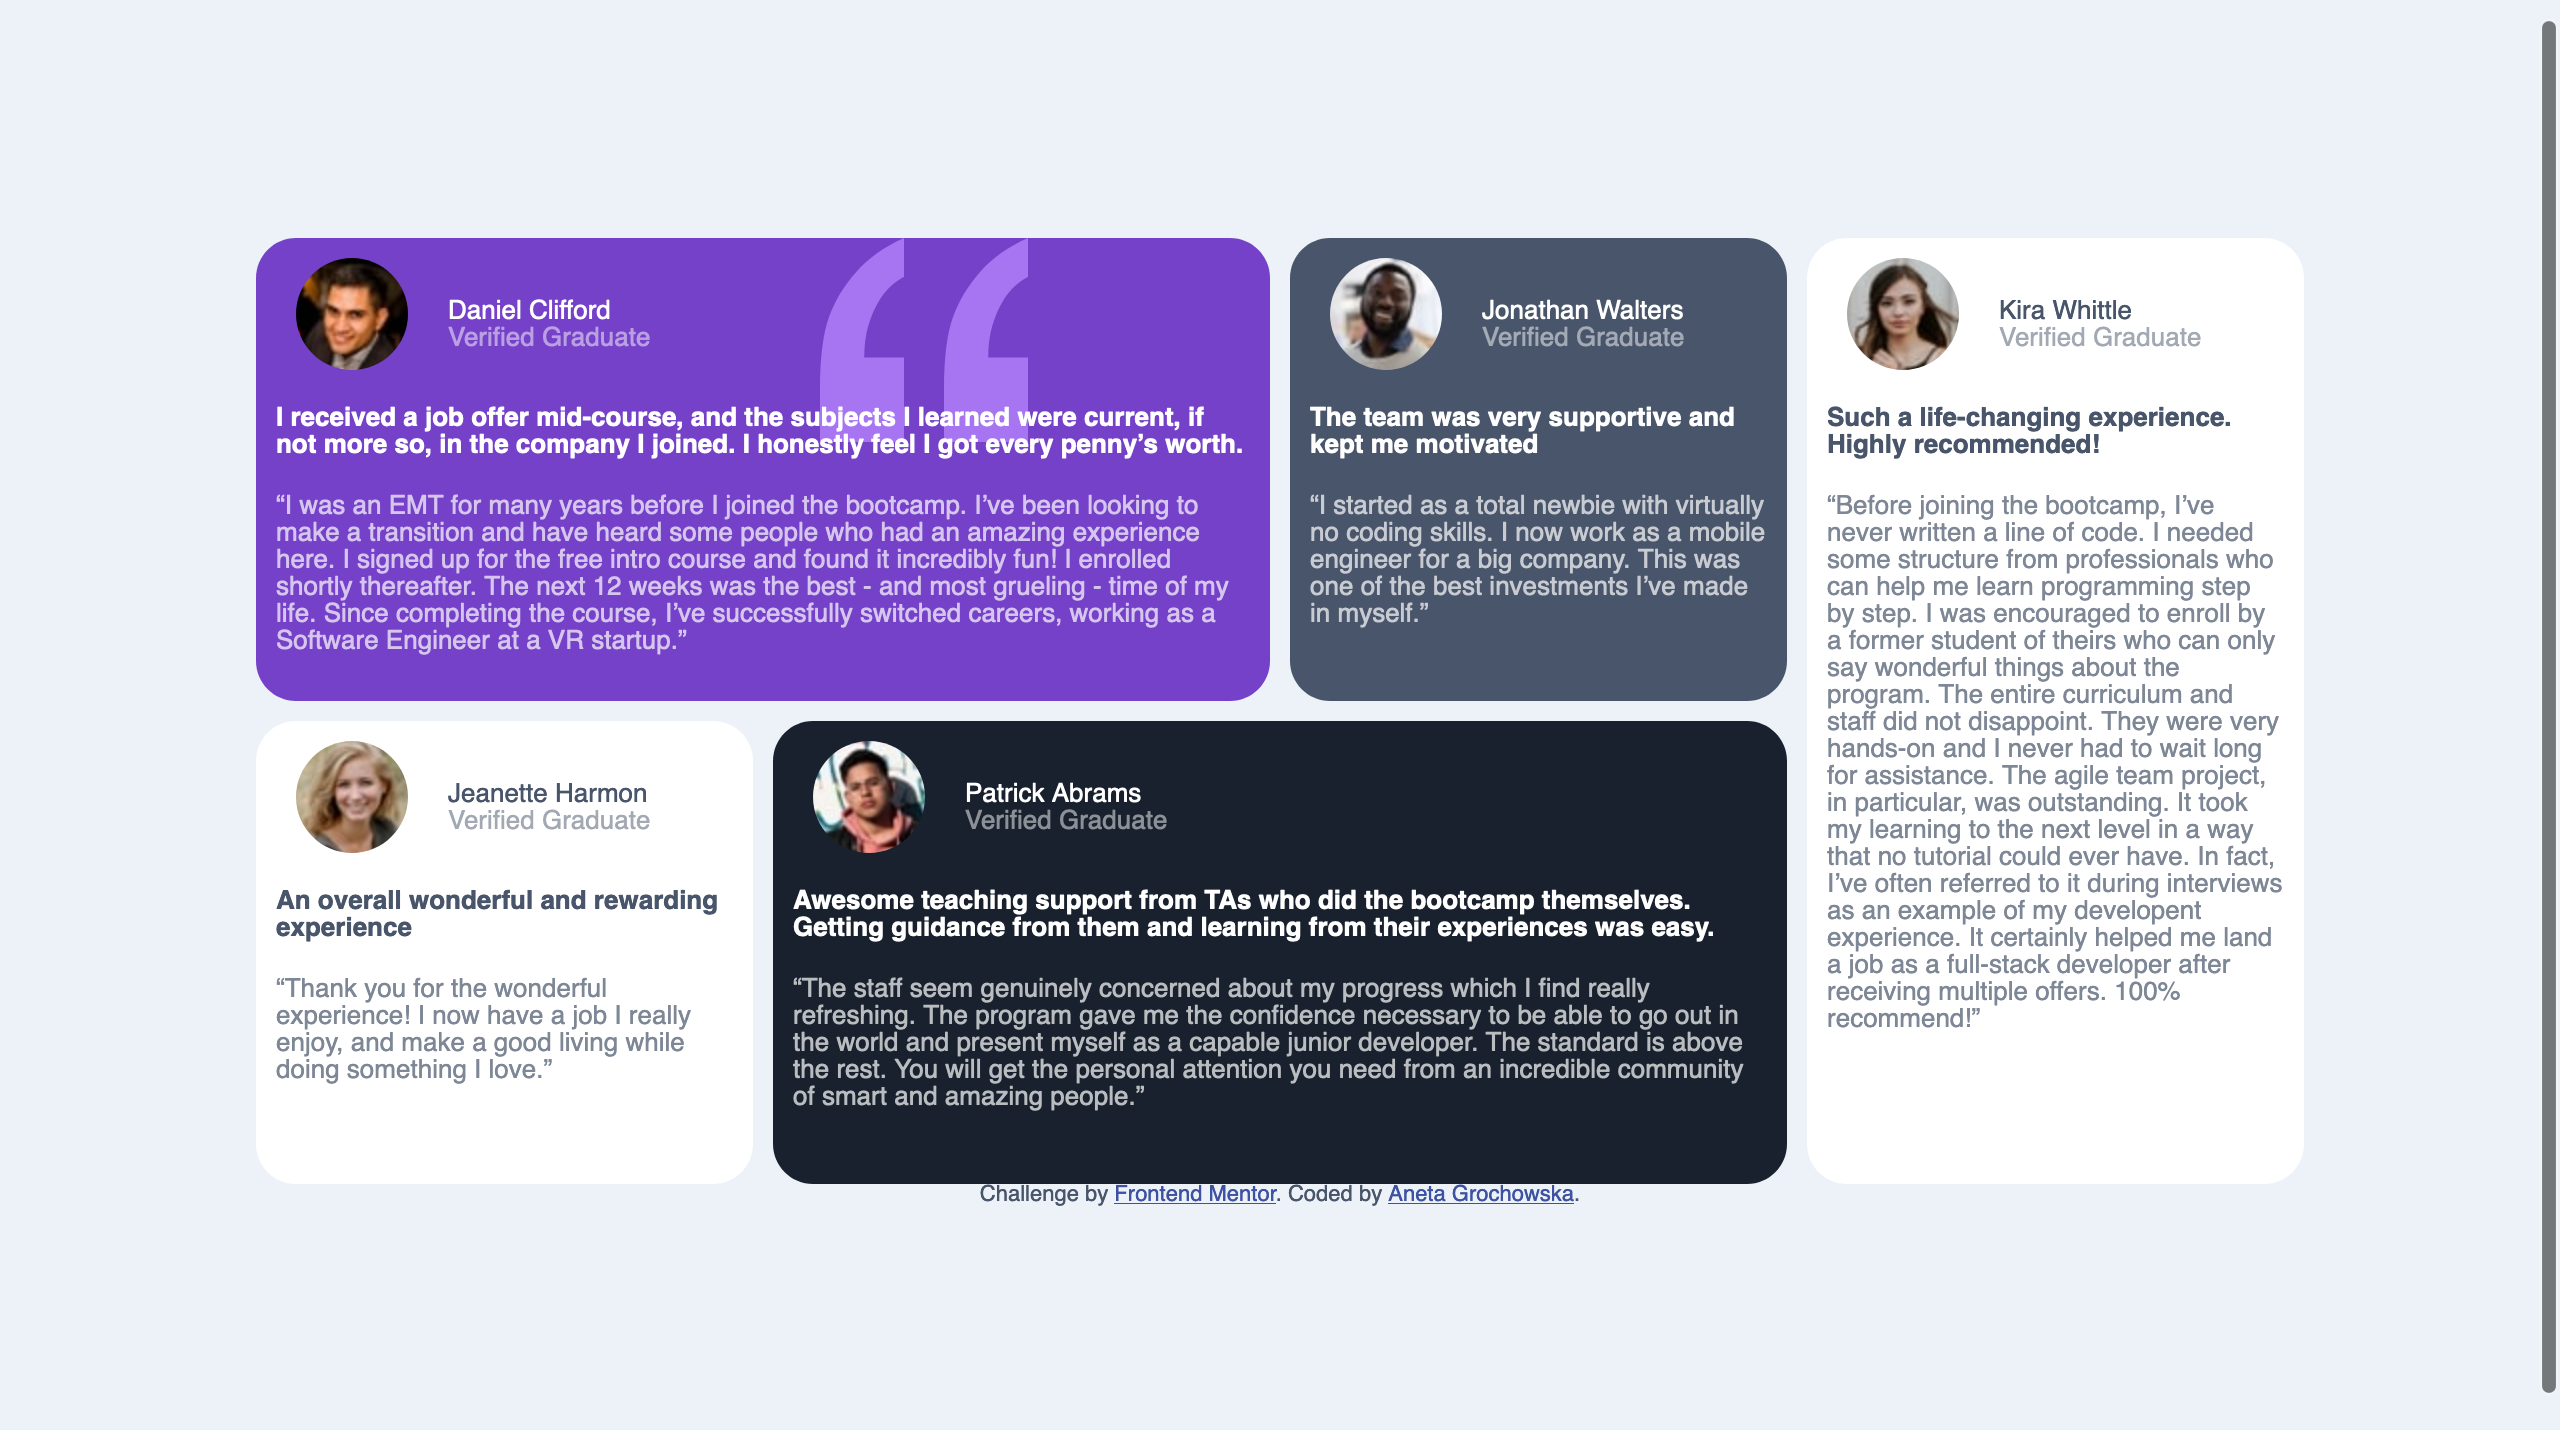 Daniel Clifford
Verified Graduate
I received a job offer mid-course, and the subjects I learned were current, if
not more so, in the company I joined. I honestly feel I got every penny’s worth.
“I was an EMT for many years before I joined the bootcamp. I’ve been looking to
make a transition and have heard some people who had an amazing experience
here. I signed up for the free intro course and found it incredibly fun! I enrolled
shortly thereafter. The next 12 weeks was the best - and most grueling - time of my
life. Since completing the course, I’ve successfully switched careers, working as a
Software Engineer at a VR startup.”
Jonathan Walters
Verified Graduate
The team was very supportive and
kept me motivated
“I started as a total newbie with virtually
no coding skills. I now work as a mobile
engineer for a big company. This was
one of the best investments I’ve made
in myself.”
Kira Whittle
Verified Graduate
Such a life-changing experience.
Highly recommended!
“Before joining the bootcamp, I’ve
never written a line of code. I needed
some structure from professionals who
can help me learn programming step
by step. I was encouraged to enroll by
a former student of theirs who can only
say wonderful things about the
program. The entire curriculum and
staff did not disappoint. They were very
hands-on and I never had to wait long
for assistance. The agile team project,
in particular, was outstanding. It took
my learning to the next level in a way
that no tutorial could ever have. In fact,
I’ve often referred to it during interviews
as an example of my developent
experience. It certainly helped me land
a job as a full-stack developer after
receiving multiple offers. 100%
recommend!”
Jeanette Harmon
Verified Graduate
An overall wonderful and rewarding
experience
“Thank you for the wonderful
experience! I now have a job I really
enjoy, and make a good living while
doing something I love.”
Patrick Abrams
Verified Graduate
Awesome teaching support from TAs who did the bootcamp themselves.
Getting guidance from them and learning from their experiences was easy.
“The staff seem genuinely concerned about my progress which I find really
refreshing. The program gave me the confidence necessary to be able to go out in
the world and present myself as a capable junior developer. The standard is above
the rest. You will get the personal attention you need from an incredible community
of smart and amazing people.”
Challenge by Frontend Mentor. Coded by Aneta Grochowska.